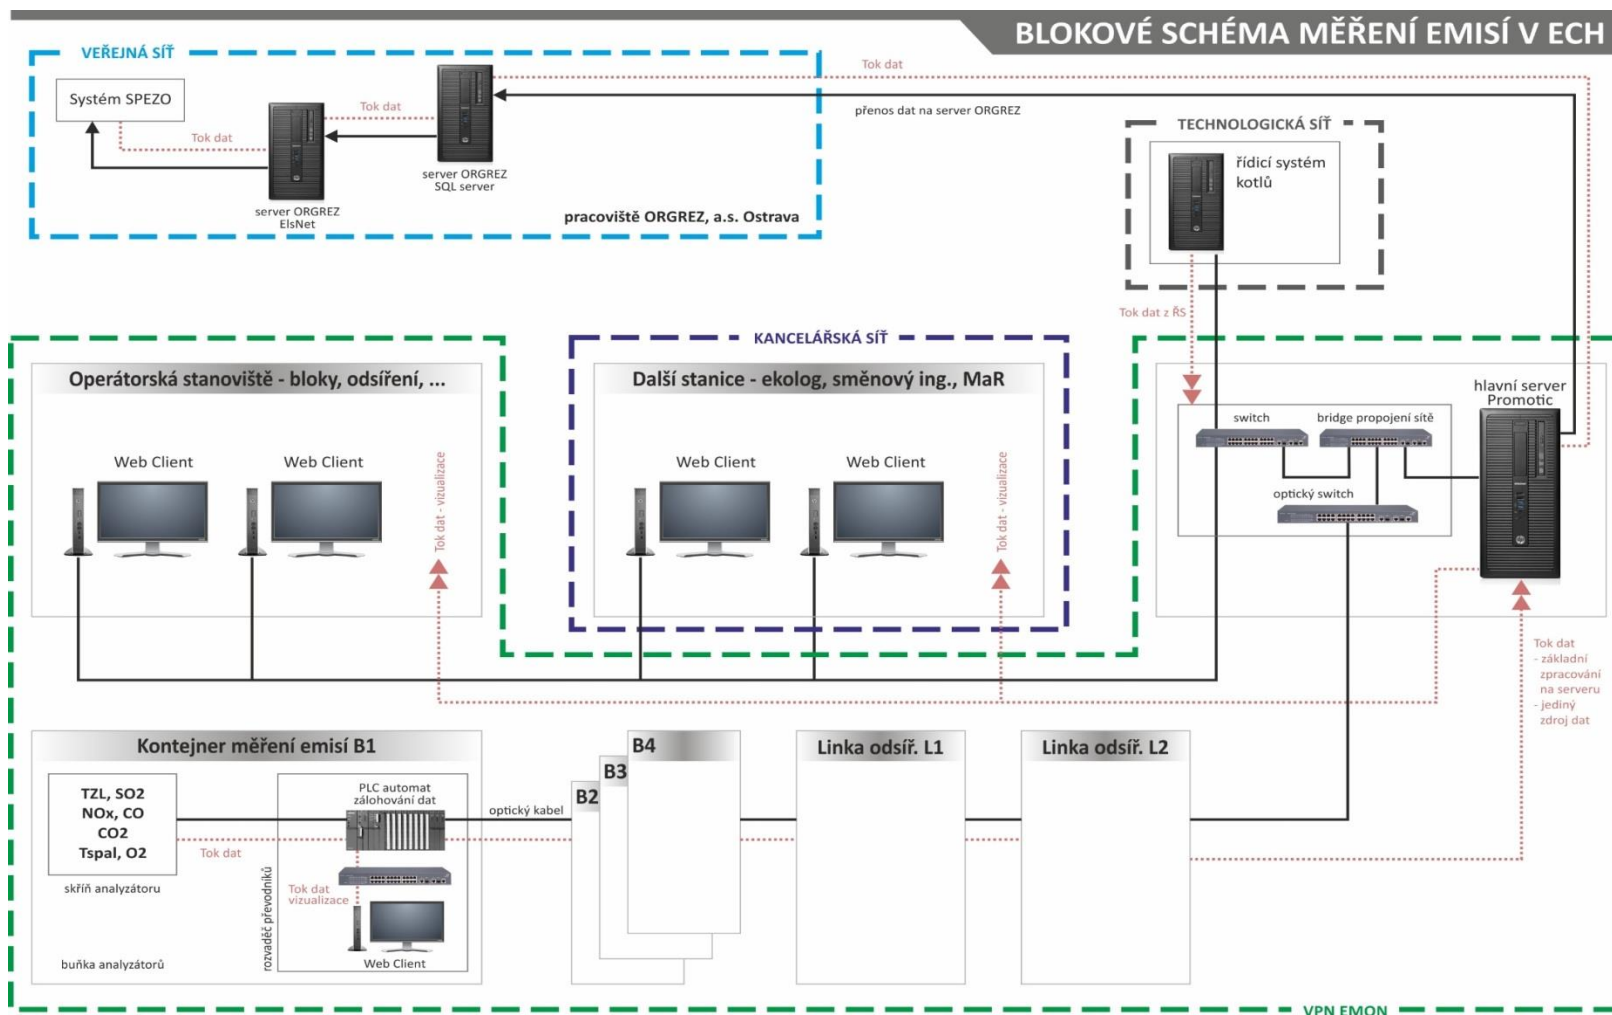 BLOKOVÉ SCHÉMA MĚŘENÍ EMISÍ V ECH
VEŘEJNÁ SÍŤ
Systém SPEZO
Tok dat
Tok dat
server ORGREZ
ElsNet
server ORGREZ
SQL server
pracoviště ORGREZ, a.s. Ostrava
Tok dat
přenos dat na server ORGREZ
TECHNOLOGICKÁ SÍŤ
řídicí systém
kotlů
Tok dat z ŘS
Operátorská stanoviště - bloky, odsíření, ...
Web Client
Web Client
Tok dat - vizualizace
KANCELÁŘSKÁ SÍŤ
Další stanice - ekolog, směnový ing., MaR
Web Client
Web Client
Tok dat - vizualizace
hlavní server
Promotic
switch
bridge propojení sítě
optický switch
Tok dat
- základní
zpracování
na serveru
- jediný
zdroj dat
Kontejner měření emisí B1
TZL, SO2
NOx, CO
CO2
Tspal, O2
skříň analyzátoru
buňka analyzátorů
Tok dat
rozvaděč převodníků
PLC automat
zálohování dat
Tok dat
vizualizace
Web Client
optický kabel
B2
B3
B4
Linka odsíř. L1
Linka odsíř. L2
VPN EMON